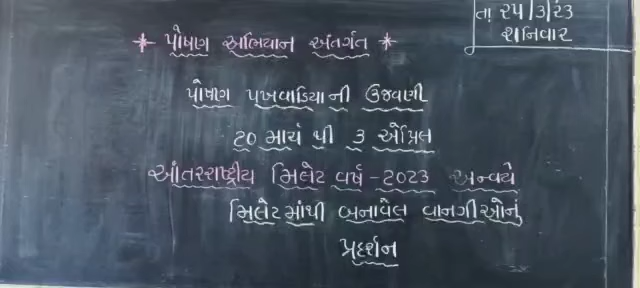 તા ૨૫/૩/૨૩
શનિવાર
* પોષણ અભિયાન અંતર્ગત *
પોષણ પખવાડિયાની ઉજવણી
૨૦ માર્ચ થી ૩ એપ્રિલ
આંતરરાષ્ટ્રીય મિલેટ વર્ષ - ૨૦૨૩ અન્વયે
મિલેટમાંથી બનાવેલ વાનગીઓનું
પ્રદર્શન